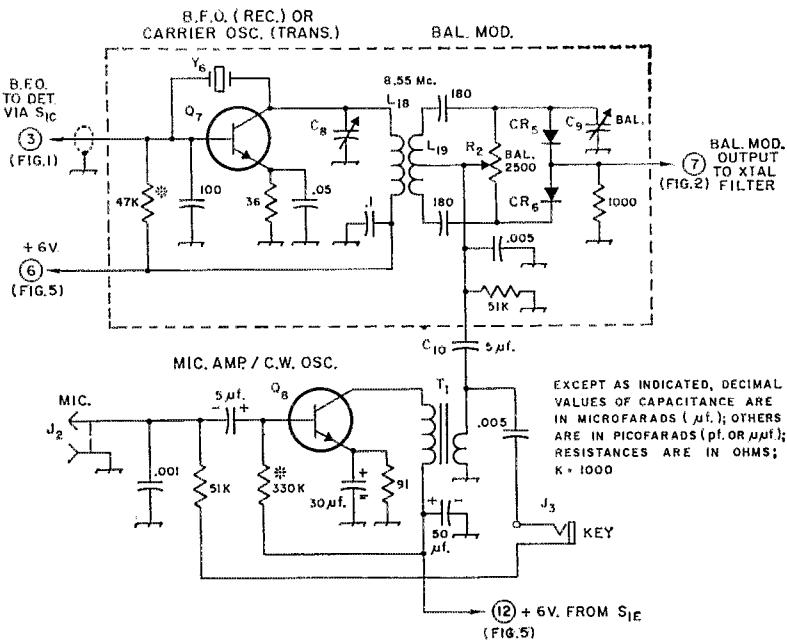 B.F.O. (REC.) OR
CARRIER OSC. (TRANS.)
BAL. MOD.
Y6
8.55 Mc.
L18
180
B.F.O.
TO DET.
VIA S1C
3
(FIG.1)
Q7
C8
L19
R2
BAL.
2500
CR5
C9
BAL.
7
(FIG.2)
BAL. MOD.
OUTPUT
TO XTAL
FILTER
47K
※
100
36
.05
.1
180
CR6
1000
+ 6V.
6
(FIG.5)
.005
51K
C10
5 µf.
MIC. AMP. / C.W. OSC.
MIC.
J2
5 µf.
- +
Q8
T1
.005
EXCEPT AS INDICATED, DECIMAL
VALUES OF CAPACITANCE ARE
IN MICROFARADS ( µf.); OTHERS
ARE IN PICOFARADS (pf. OR µµf.);
RESISTANCES ARE IN OHMS;
K = 1000
.001
51K
※
330K
+
-
30 µf.
91
+ -
50
µf.
J3
KEY
12 + 6V. FROM S1E
(FIG.5)